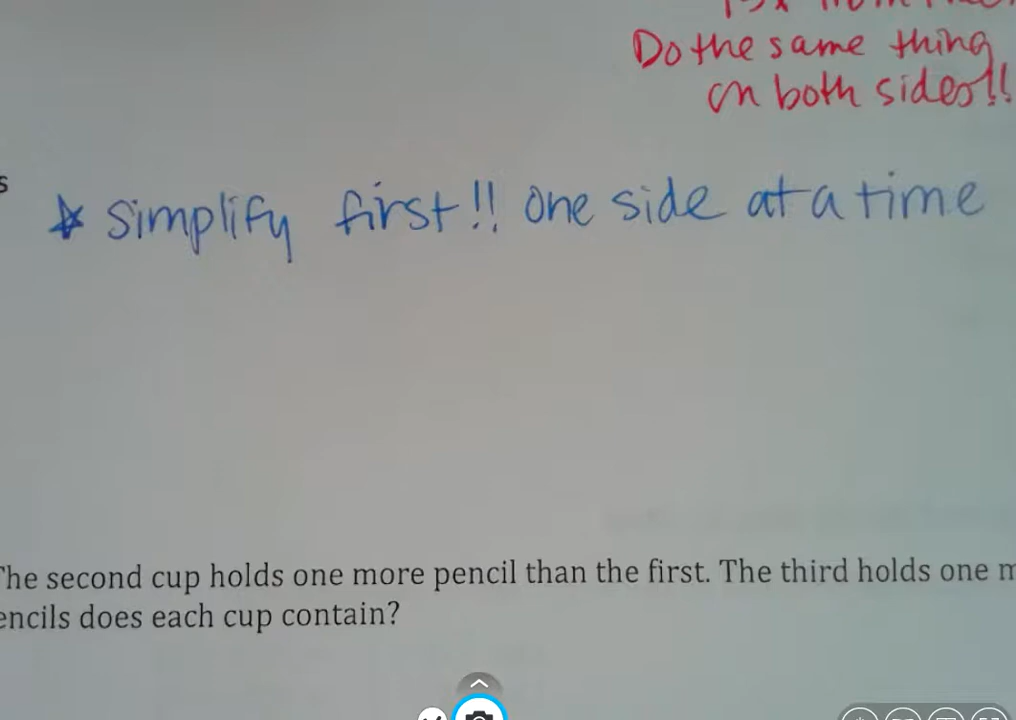 Do the same thing
on both sides!!
s
☆ simplify first!! one side at a time
The second cup holds one more pencil than the first. The third holds one m
encils does each cup contain?